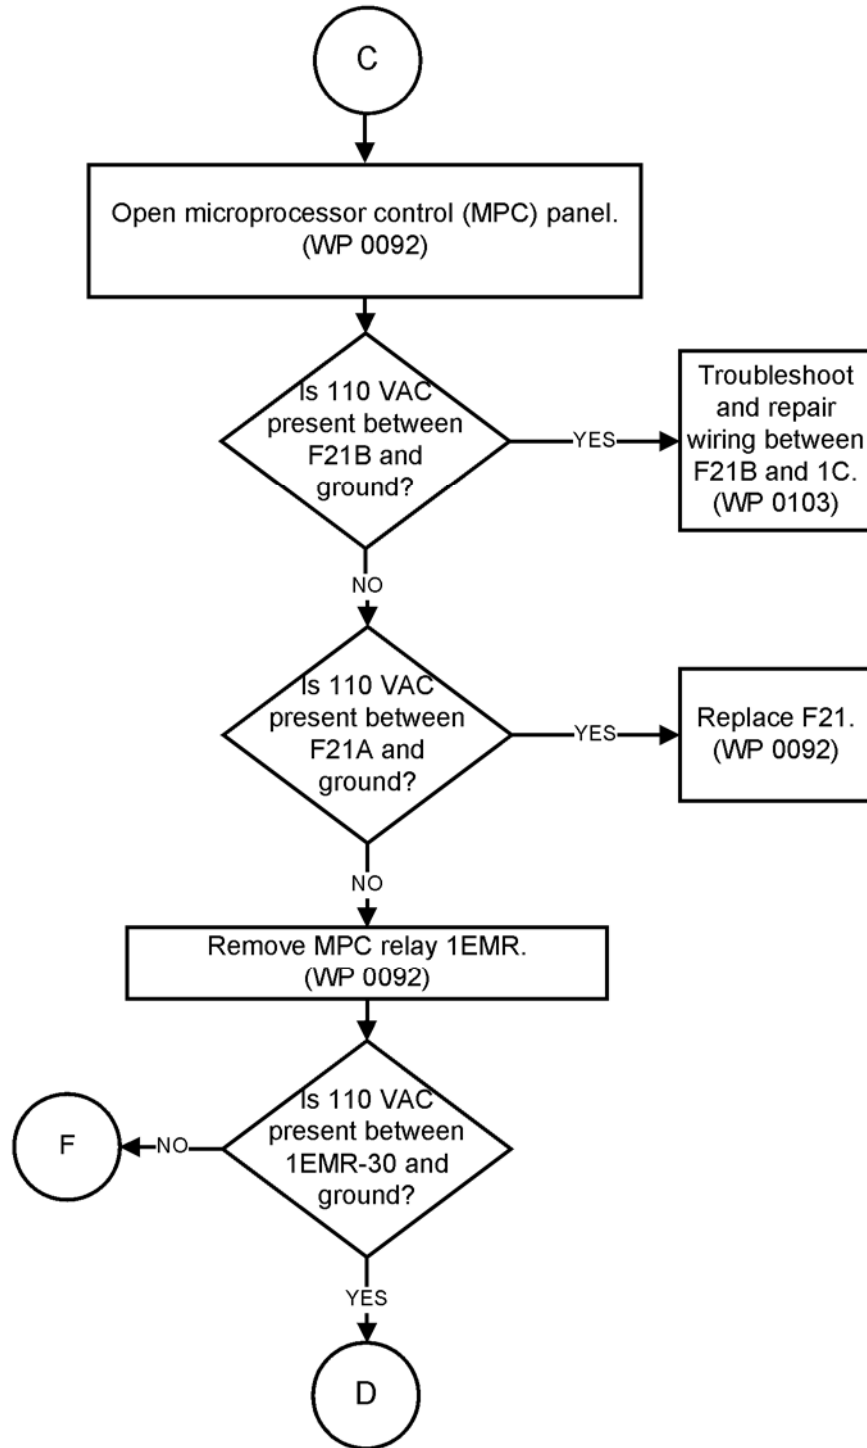 C
Open microprocessor control (MPC) panel.
(WP 0092)
Is 110 VAC
present between
F21B and
ground?
YES
Troubleshoot
and repair
wiring between
F21B and 1C.
(WP 0103)
NO
Is 110 VAC
present between
F21A and
ground?
YES
Replace F21.
(WP 0092)
NO
Remove MPC relay 1EMR.
(WP 0092)
Is 110 VAC
present between
1EMR-30 and
ground?
NO
F
YES
D